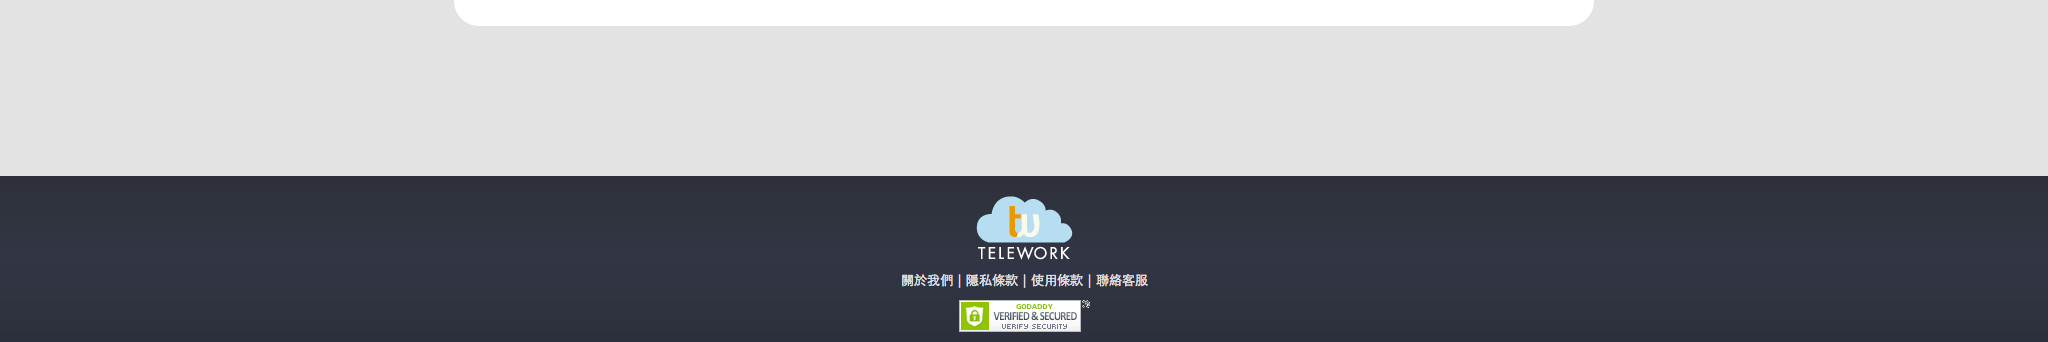 tw
TELEWORK
關於我們 | 隱私條款 | 使用條款 | 聯絡客服
GODADDY
VERIFIED & SECURED
VERIFY SECURITY